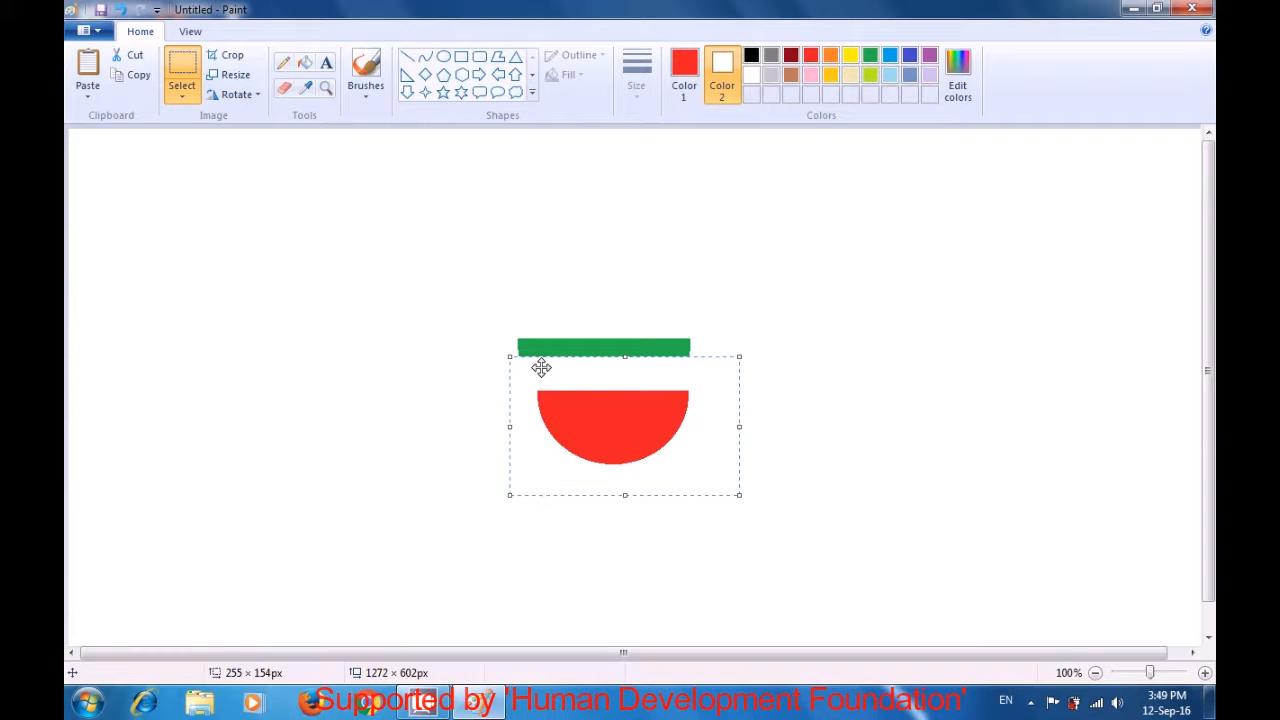 Untitled - Paint
Home View
Paste
Cut
Copy
Clipboard
Select
Crop
Resize
Rotate
Image
A
Tools
Brushes
Outline
Fill
Shapes
Size
Color 1
Color 2
Edit colors
Colors
255 × 154px
1272 × 602px
100%
EN
3:49 PM
12-Sep-16
Supported by 'Human Development Foundation'